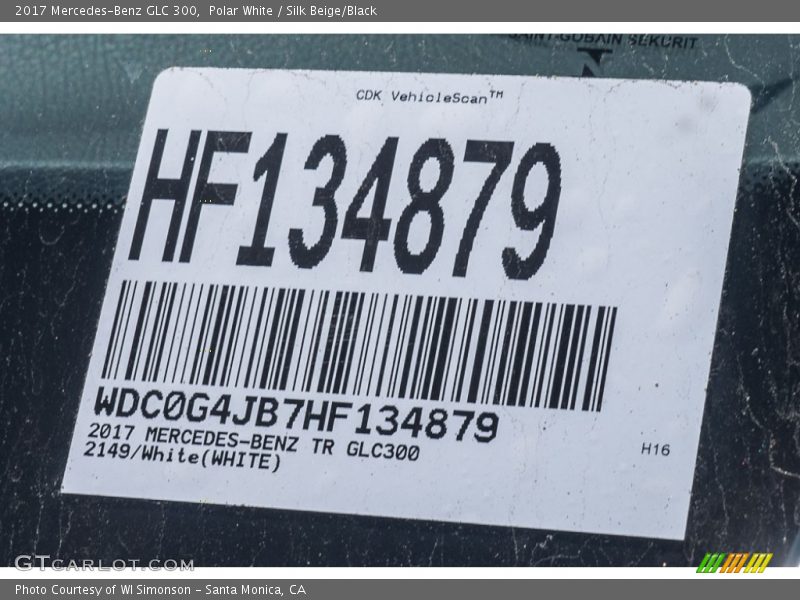 2017 Mercedes-Benz GLC 300, Polar White / Silk Beige/Black
SAINT-GOBAIN SEKURIT
CDK VehicleScan™
HF134879
WDC0G4JB7HF134879
2017 MERCEDES-BENZ TR GLC300
2149/White(WHITE)
H16
GTCARLOT.COM
Photo Courtesy of WI Simonson - Santa Monica, CA